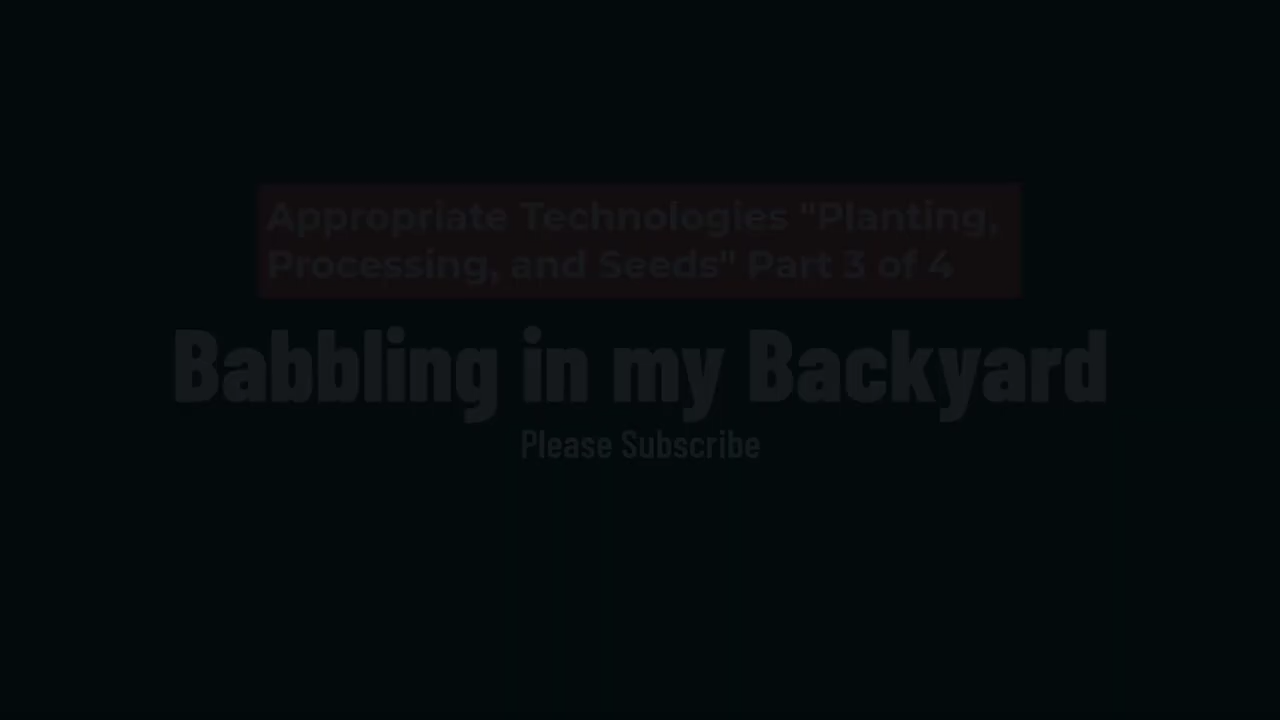 Appropriate Technologies "Planting,
Processing, and Seeds" Part 3 of 4
Babbling in my Backyard
Please Subscribe